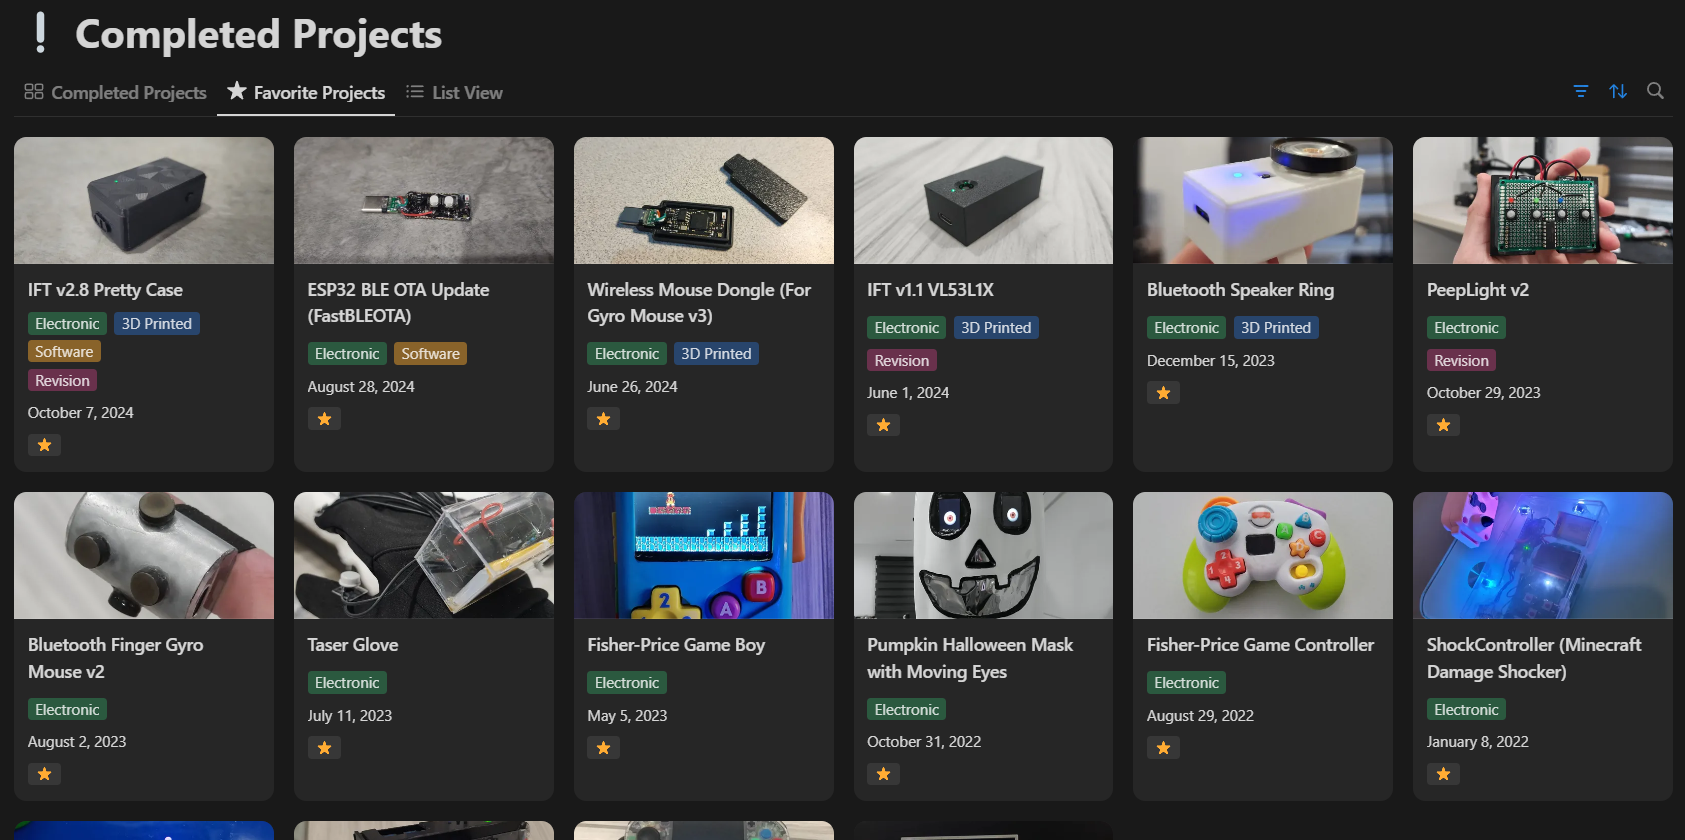 Completed Projects
Completed Projects
Favorite Projects
List View
IFT v2.8 Pretty Case
Electronic
3D Printed
Software
Revision
October 7, 2024
ESP32 BLE OTA Update
(FastBLEOTA)
Electronic
Software
August 28, 2024
Wireless Mouse Dongle (For
Gyro Mouse v3)
Electronic
3D Printed
June 26, 2024
IFT v1.1 VL53L1X
Electronic
3D Printed
Revision
June 1, 2024
Bluetooth Speaker Ring
Electronic
3D Printed
December 15, 2023
PeepLight v2
Electronic
Revision
October 29, 2023
Bluetooth Finger Gyro
Mouse v2
Electronic
August 2, 2023
Taser Glove
Electronic
July 11, 2023
2
A
B
Fisher-Price Game Boy
Electronic
May 5, 2023
Pumpkin Halloween Mask
with Moving Eyes
Electronic
October 31, 2022
2
1 3
4
C
Fisher-Price Game Controller
Electronic
August 29, 2022
ShockController (Minecraft
Damage Shocker)
Electronic
January 8, 2022